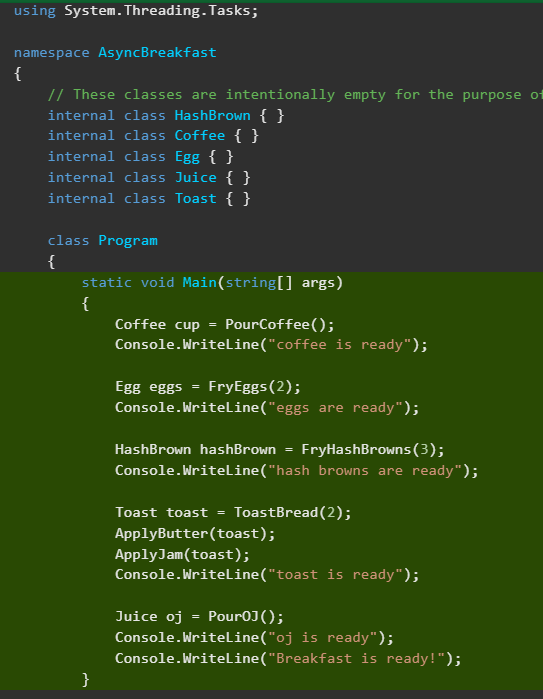 using System.Threading.Tasks;
namespace AsyncBreakfast
{
// These classes are intentionally empty for the purpose of
internal class HashBrown { }
internal class Coffee { }
internal class Egg { }
internal class Juice { }
internal class Toast { }
class Program
{
static void Main(string[] args)
{
Coffee cup = PourCoffee();
Console.WriteLine("coffee is ready");
Egg eggs = FryEggs(2);
Console.WriteLine("eggs are ready");
HashBrown hashBrown = FryHashBrowns(3);
Console.WriteLine("hash browns are ready");
Toast toast = ToastBread(2);
ApplyButter(toast);
ApplyJam(toast);
Console.WriteLine("toast is ready");
Juice oj = PourOJ();
Console.WriteLine("oj is ready");
Console.WriteLine("Breakfast is ready!");
}